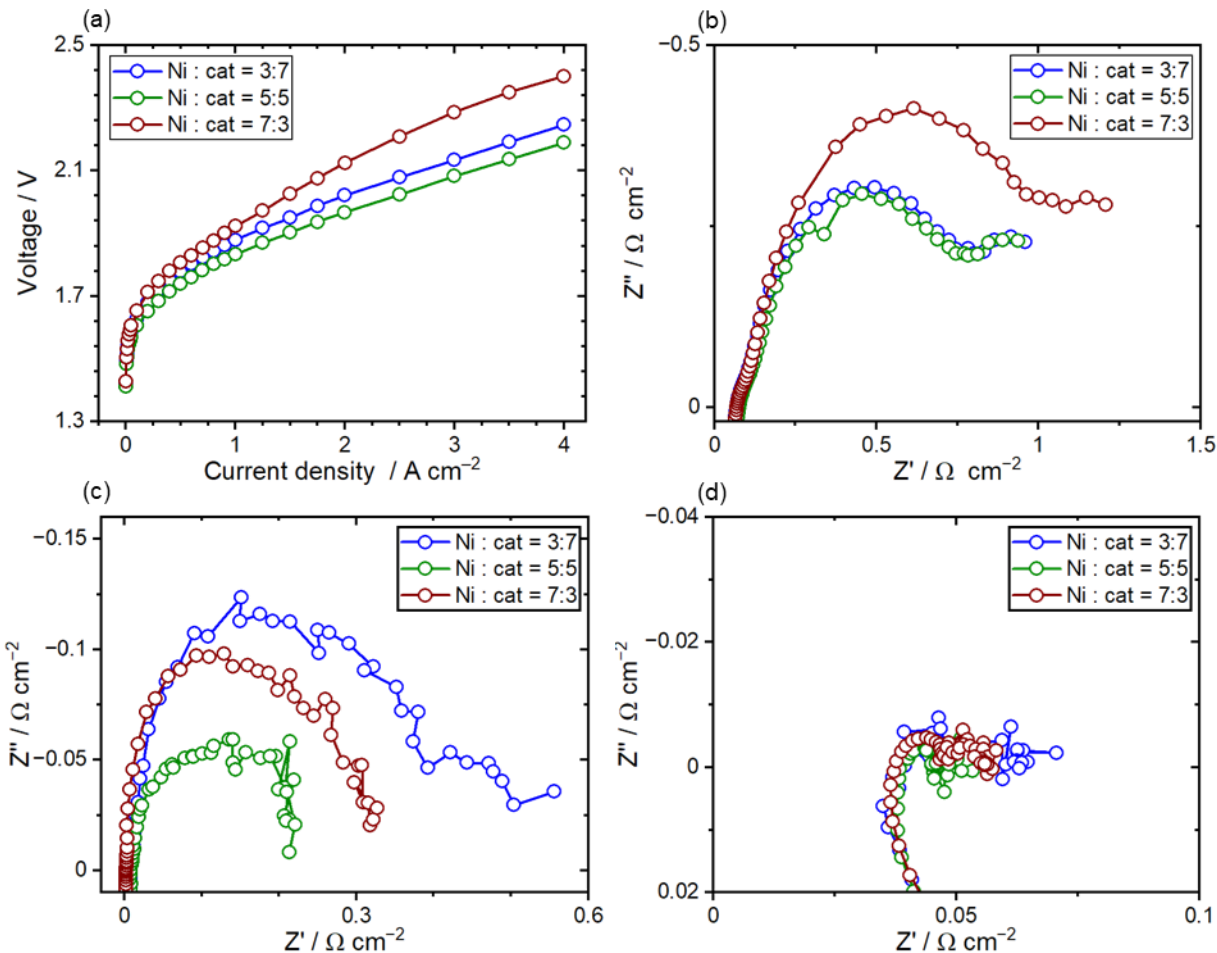 (a)
2.5
2.1
1.7
1.3
Voltage / V
Ni : cat = 3:7
Ni : cat = 5:5
Ni : cat = 7:3
0 1 2 3 4
Current density / A cm⁻²
(b)
−0.5
0
Z'' / Ω cm⁻²
Ni : cat = 3:7
Ni : cat = 5:5
Ni : cat = 7:3
0 0.5 1 1.5
Z' / Ω cm⁻²
(c)
−0.15
−0.1
−0.05
0
Z'' / Ω cm⁻²
Ni : cat = 3:7
Ni : cat = 5:5
Ni : cat = 7:3
0 0.3 0.6
Z' / Ω cm⁻²
(d)
−0.04
−0.02
0
0.02
Z'' / Ω cm⁻²
Ni : cat = 3:7
Ni : cat = 5:5
Ni : cat = 7:3
0 0.05 0.1
Z' / Ω cm⁻²